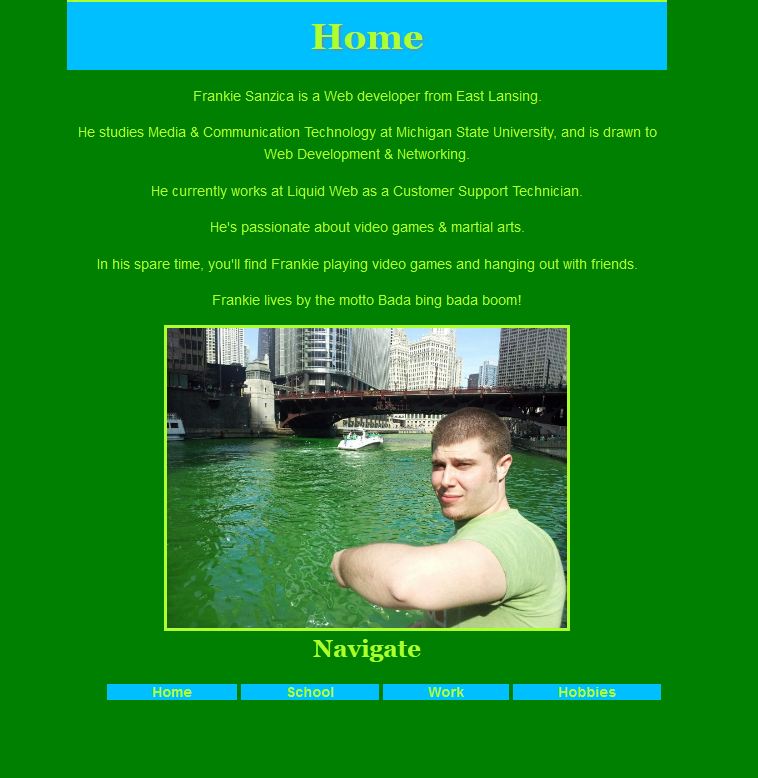 Home
Frankie Sanzica is a Web developer from East Lansing.
He studies Media & Communication Technology at Michigan State University, and is drawn to
Web Development & Networking.
He currently works at Liquid Web as a Customer Support Technician.
He's passionate about video games & martial arts.
In his spare time, you'll find Frankie playing video games and hanging out with friends.
Frankie lives by the motto Bada bing bada boom!
Navigate
Home School Work Hobbies